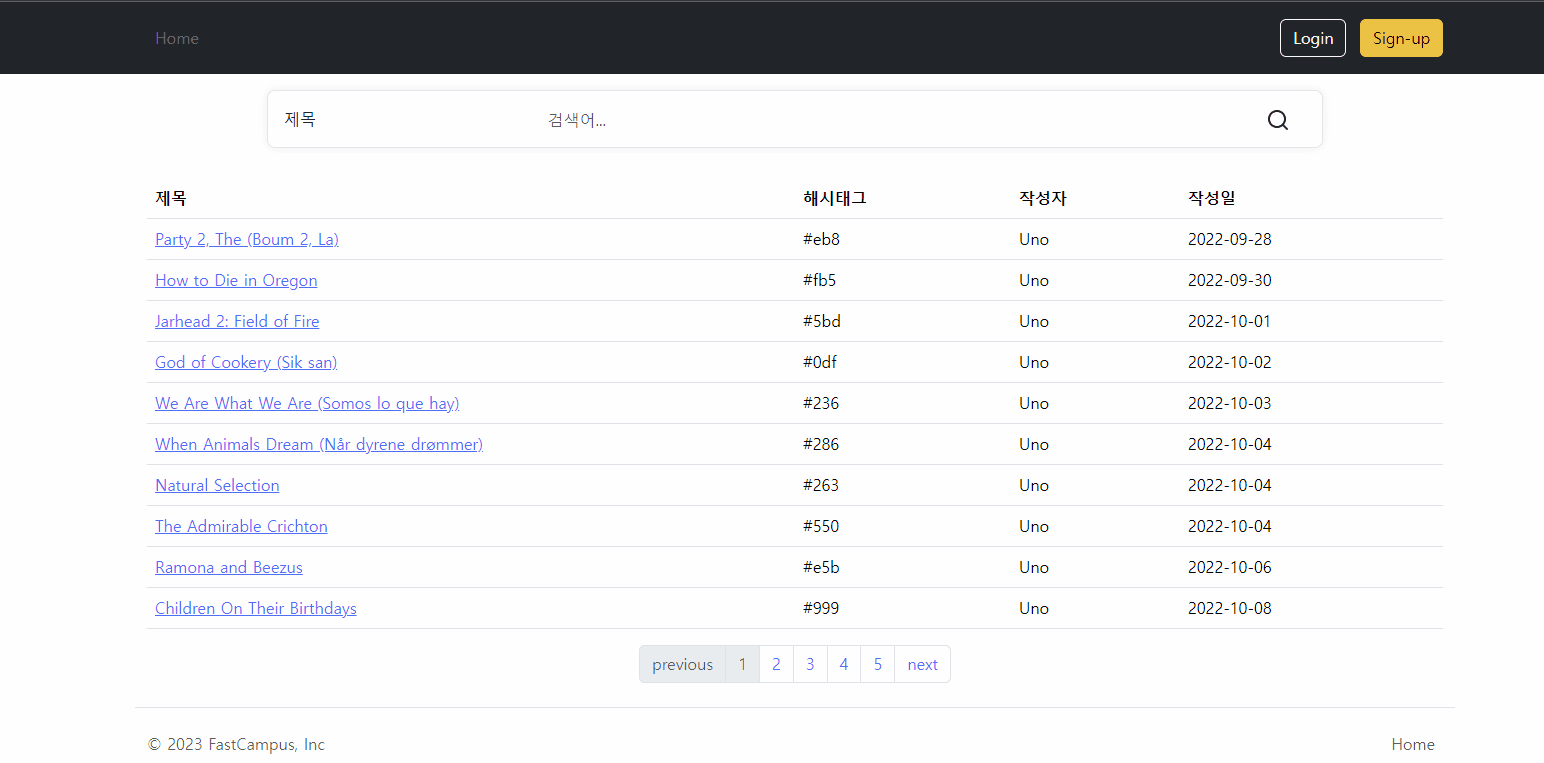 Home Login Sign-up
제목 검색어...
제목 해시태그 작성자 작성일
Party 2, The (Boum 2, La) #eb8 Uno 2022-09-28
How to Die in Oregon #fb5 Uno 2022-09-30
Jarhead 2: Field of Fire #5bd Uno 2022-10-01
God of Cookery (Sik san) #0df Uno 2022-10-02
We Are What We Are (Somos lo que hay) #236 Uno 2022-10-03
When Animals Dream (Når dyrene drømmer) #286 Uno 2022-10-04
Natural Selection #263 Uno 2022-10-04
The Admirable Crichton #550 Uno 2022-10-04
Ramona and Beezus #e5b Uno 2022-10-06
Children On Their Birthdays #999 Uno 2022-10-08
previous 1 2 3 4 5 next
© 2023 FastCampus, Inc Home